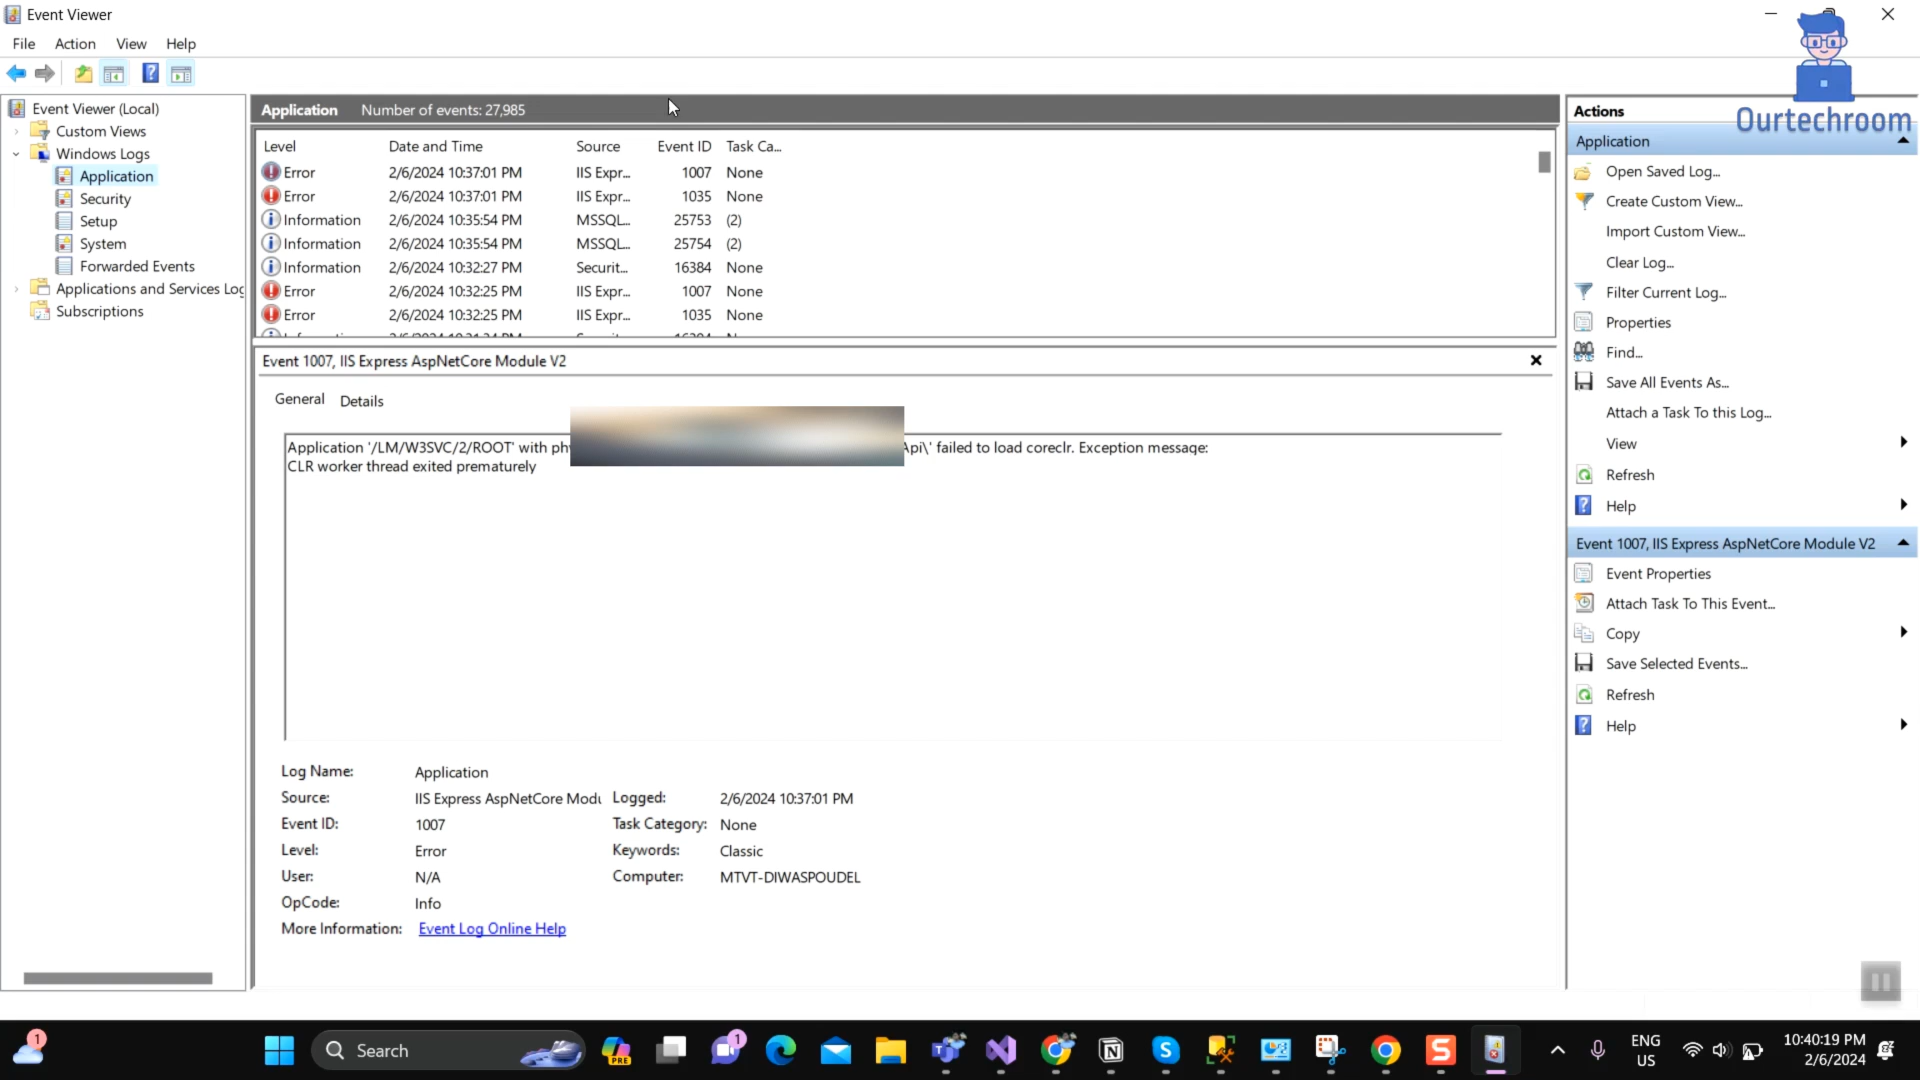 Event Viewer
File Action View Help
Ourtechroom
Event Viewer (Local)
Custom Views
Windows Logs
Application
Security
Setup
System
Forwarded Events
Applications and Services Log
Subscriptions
Application Number of events: 27,985
Level Date and Time Source Event ID Task Ca...
Error 2/6/2024 10:37:01 PM IIS Expr... 1007 None
Error 2/6/2024 10:37:01 PM IIS Expr... 1035 None
Information 2/6/2024 10:35:54 PM MSSQL... 25753 (2)
Information 2/6/2024 10:35:54 PM MSSQL... 25754 (2)
Information 2/6/2024 10:32:27 PM Securit... 16384 None
Error 2/6/2024 10:32:25 PM IIS Expr... 1007 None
Error 2/6/2024 10:32:25 PM IIS Expr... 1035 None
Event 1007, IIS Express AspNetCore Module V2
General Details
Application '/LM/W3SVC/2/ROOT' with ph Api\' failed to load coreclr. Exception message:
CLR worker thread exited prematurely
Log Name: Application
Source: IIS Express AspNetCore Modu Logged: 2/6/2024 10:37:01 PM
Event ID: 1007 Task Category: None
Level: Error Keywords: Classic
User: N/A Computer: MTVT-DIWASPOUDEL
OpCode: Info
More Information: Event Log Online Help
Actions
Application
Open Saved Log...
Create Custom View...
Import Custom View...
Clear Log...
Filter Current Log...
Properties
Find...
Save All Events As...
Attach a Task To this Log...
View
Refresh
Help
Event 1007, IIS Express AspNetCore Module V2
Event Properties
Attach Task To This Event...
Copy
Save Selected Events...
Refresh
Help
1
Search
PRE
1
ENG
US
10:40:19 PM
2/6/2024